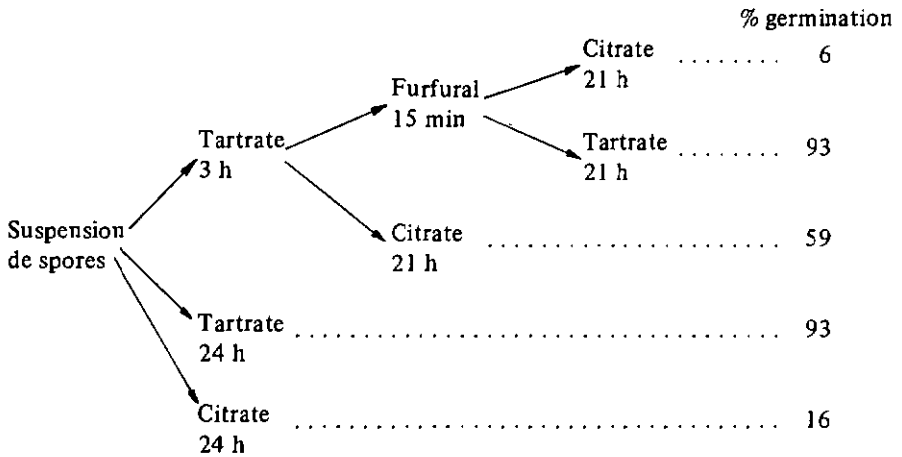 % germination
Citrate ........ 6
21 h
Furfural
15 min
Tartrate ........ 93
21 h
Tartrate
3 h
Citrate ........................ 59
21 h
Suspension
de spores
Tartrate ........................................ 93
24 h
Citrate ........................................ 16
24 h